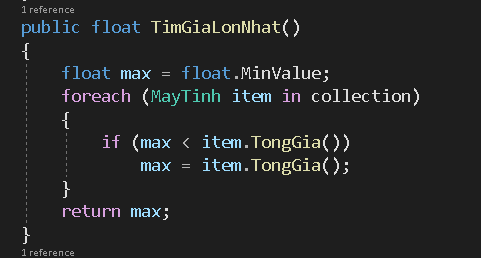 1 reference
public float TimGiaLonNhat()
{
    float max = float.MinValue;
    foreach (MayTinh item in collection)
    {
        if (max < item.TongGia())
            max = item.TongGia();
    }
    return max;
}
1 reference